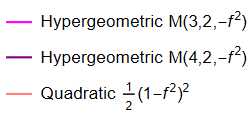 Hypergeometric M(3,2,−f²)
Hypergeometric M(4,2,−f²)
Quadratic ½(1−f²)²